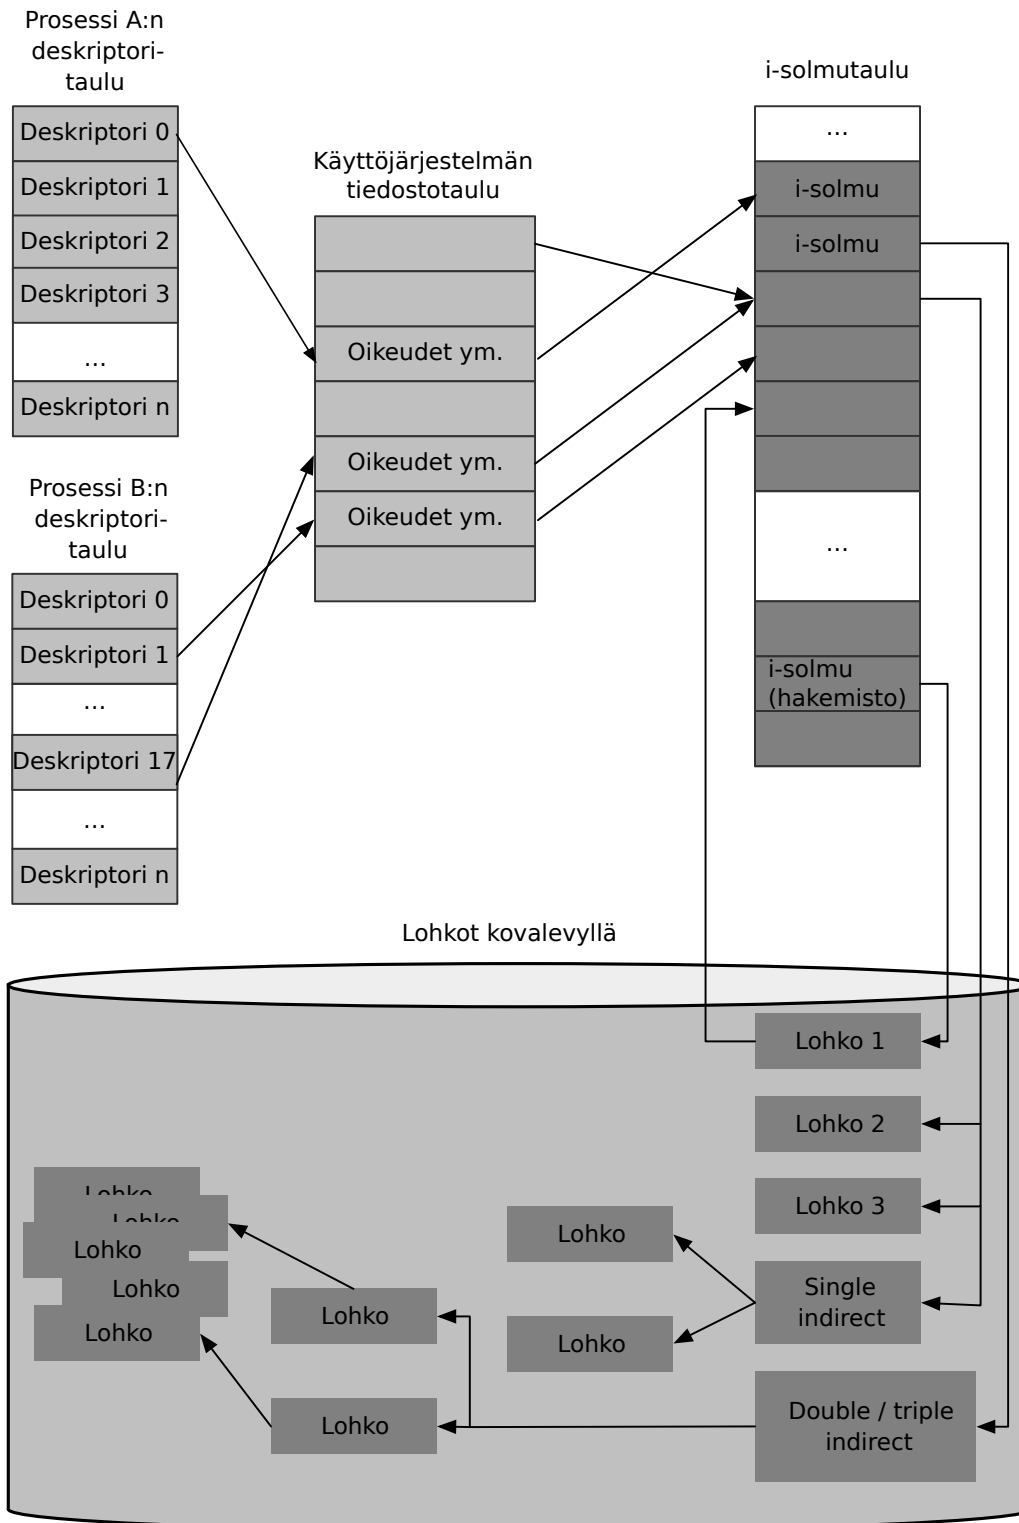 Prosessi A:n
deskriptori-
taulu
Deskriptori 0
Deskriptori 1
Deskriptori 2
Deskriptori 3
...
Deskriptori n
Prosessi B:n
deskriptori-
taulu
Deskriptori 0
Deskriptori 1
...
Deskriptori 17
...
Deskriptori n
Käyttöjärjestelmän
tiedostotaulu
Oikeudet ym.
Oikeudet ym.
Oikeudet ym.
i-solmutaulu
...
i-solmu
i-solmu
...
i-solmu
(hakemisto)
Lohkot kovalevyllä
Lohko 1
Lohko 2
Lohko 3
Single
indirect
Double / triple
indirect
Lohko
Lohko
Lohko
Lohko
Lohko
Lohko
Lohko
Lohko
Lohko